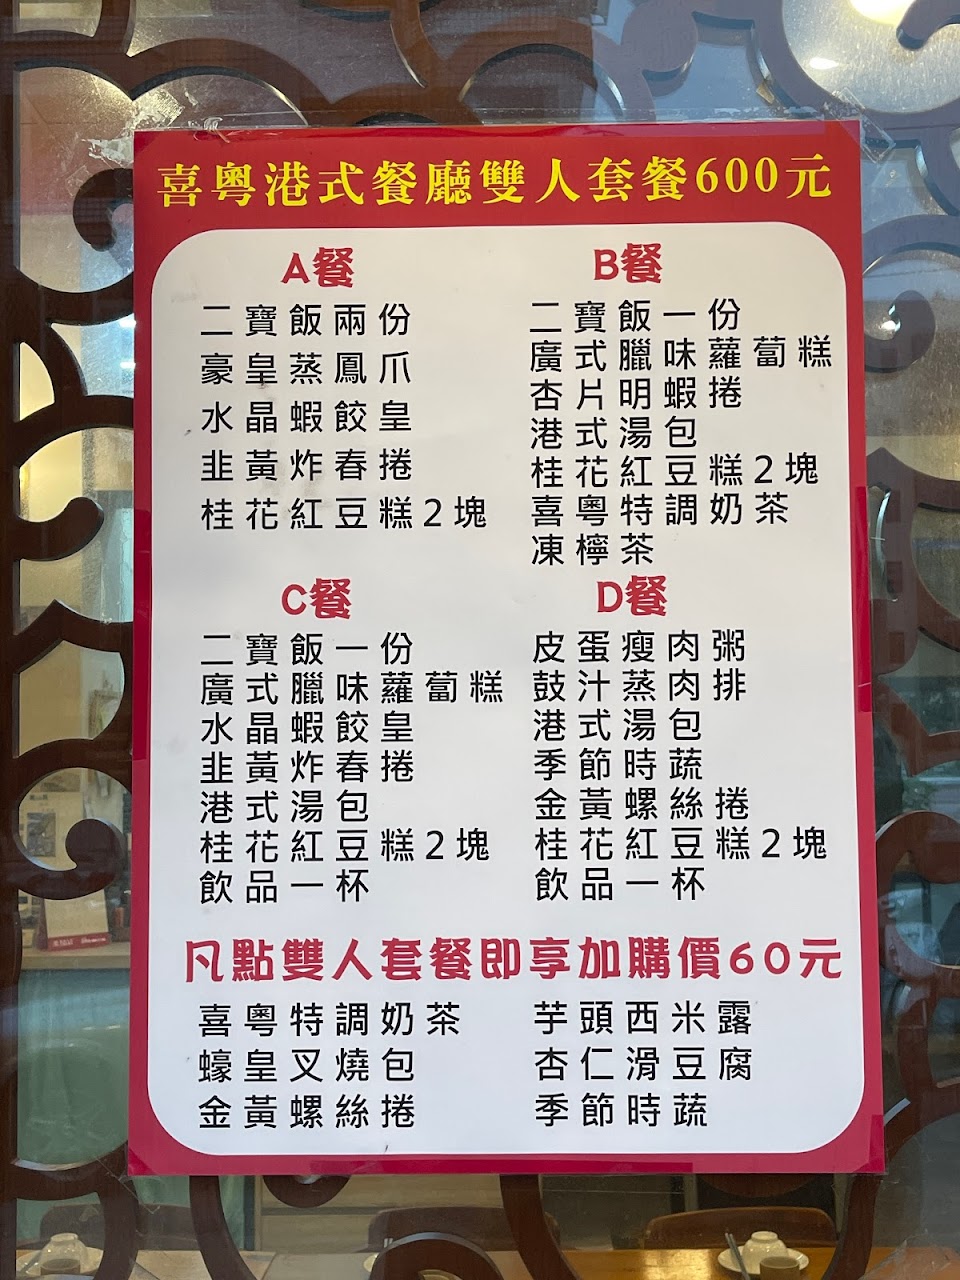 喜粵港式餐廳雙人套餐600元
A餐
二寶飯兩份
豪皇蒸鳳爪
水晶蝦餃皇
韭黃炸春捲
桂花紅豆糕2塊
B餐
二寶飯一份
廣式臘味蘿蔔糕
杏片明蝦捲
港式湯包
桂花紅豆糕2塊
喜粵特調奶茶
凍檸茶
C餐
二寶飯一份
廣式臘味蘿蔔糕
水晶蝦餃皇
韭黃炸春捲
港式湯包
桂花紅豆糕2塊
飲品一杯
D餐
皮蛋瘦肉粥
鼓汁蒸肉排
港式湯包
季節時蔬
金黃螺絲捲
桂花紅豆糕2塊
飲品一杯
凡點雙人套餐即享加購價60元
喜粵特調奶茶
蠔皇叉燒包
金黃螺絲捲
芋頭西米露
杏仁滑豆腐
季節時蔬